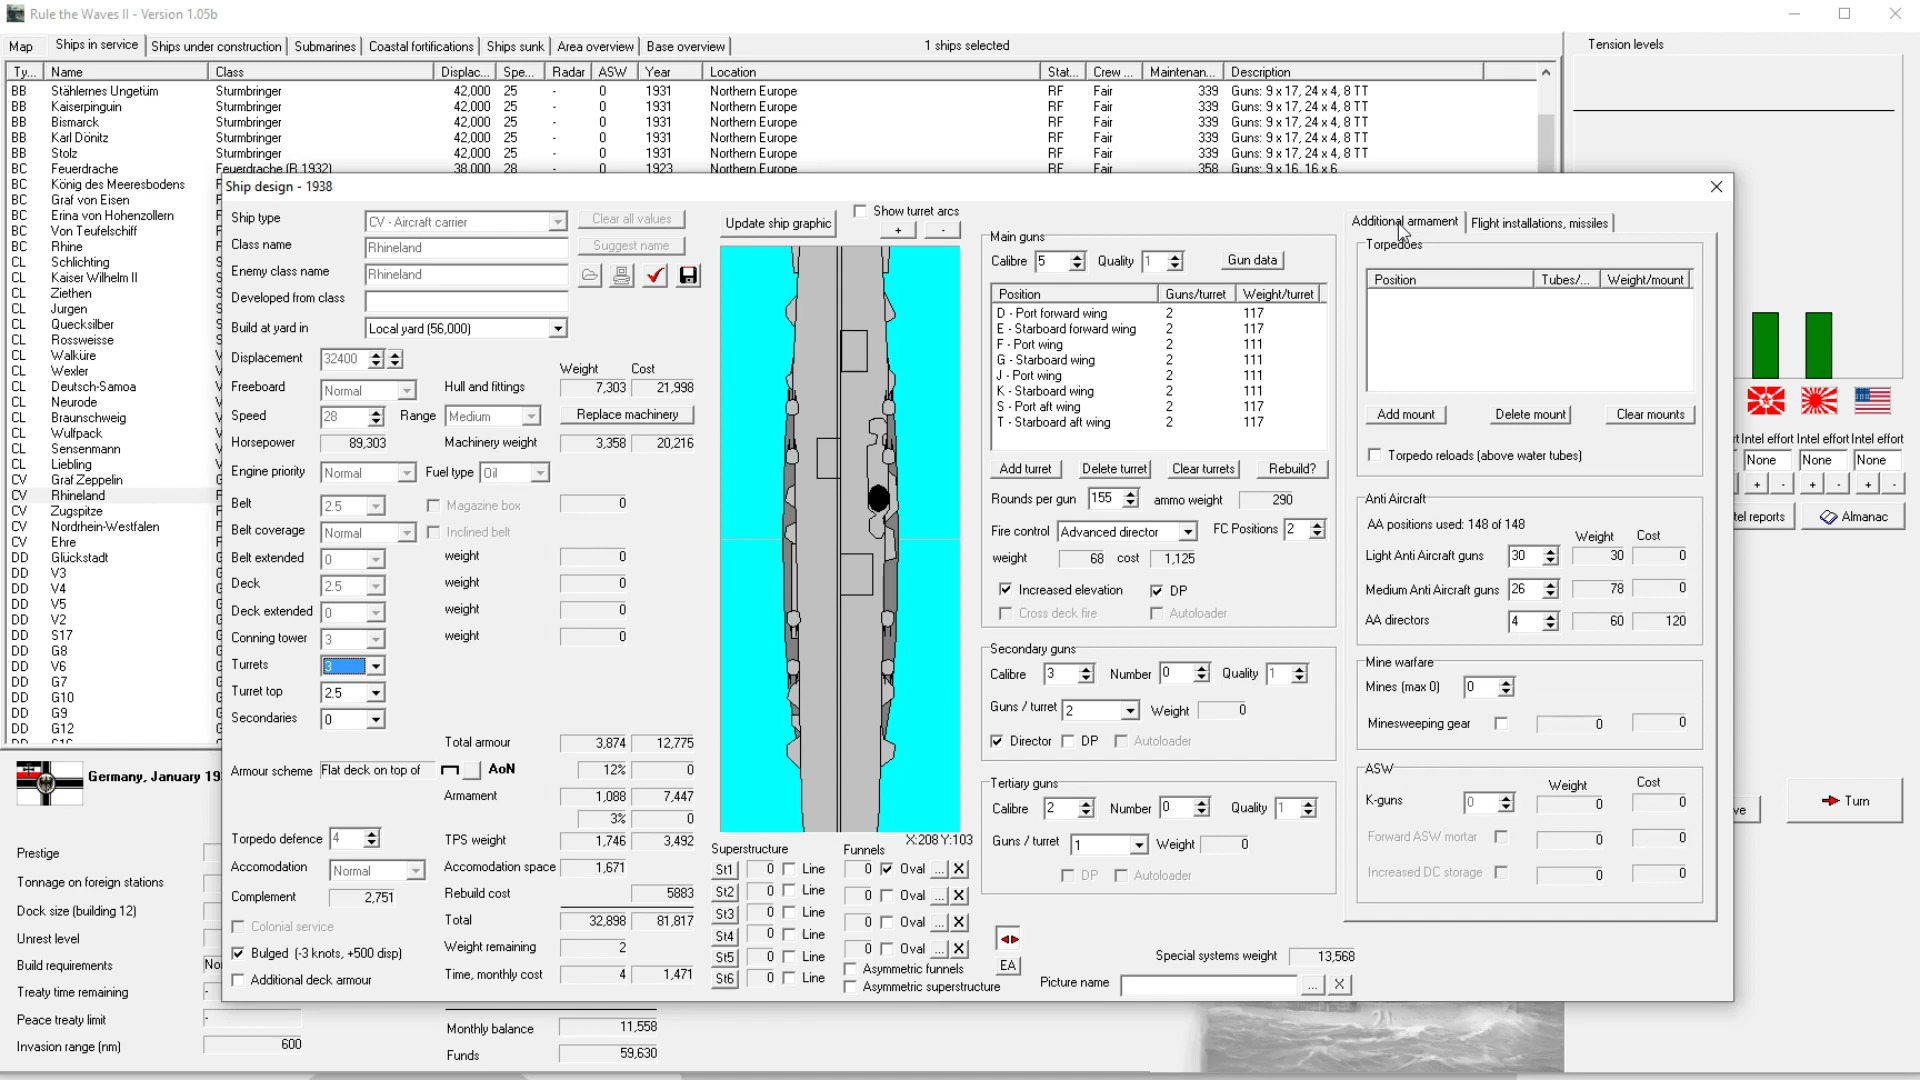 Rule the Waves II - Version 1.05b
Map Ships in service Ships under construction Submarines Coastal fortifications Ships sunk Area overview Base overview 1 ships selected Tension levels
Ty... Name Class Displac... Spe... Radar ASW Year Location Stat... Crew ... Maintenan... Description
BB Stählernes Ungetüm Sturmbringer 42,000 25 - 0 1931 Northern Europe RF Fair 339 Guns: 9 x 17, 24 x 4, 8 TT
BB Kaiserpinguin Sturmbringer 42,000 25 - 0 1931 Northern Europe RF Fair 339 Guns: 9 x 17, 24 x 4, 8 TT
BB Bismarck Sturmbringer 42,000 25 - 0 1931 Northern Europe RF Fair 339 Guns: 9 x 17, 24 x 4, 8 TT
BB Karl Dönitz Sturmbringer 42,000 25 - 0 1931 Northern Europe RF Fair 339 Guns: 9 x 17, 24 x 4, 8 TT
BB Stolz Sturmbringer 42,000 25 - 0 1931 Northern Europe RF Fair 339 Guns: 9 x 17, 24 x 4, 8 TT
BC Feuerdrache Feuerdrache (R 1932) 38,000 28 - 0 1923 Northern Europe RF Fair 358 Guns: 9 x 16, 16 x 6
BC König des Meeresbodens
BC Graf von Eisen
BC Erina von Hohenzollern
BC Von Teufelschiff
BC Rhine
CL Schlichting
CL Kaiser Wilhelm II
CL Ziethen
CL Jurgen
CL Quecksilber
CL Rossweisse
CL Walküre
CL Wexler
CL Deutsch-Samoa
CL Neurode
CL Braunschweig
CL Wulfpack
CL Sensenmann
CL Liebling
CV Graf Zeppelin
CV Rhineland
CV Zugspitze
CV Nordrhein-Westfalen
CV Ehre
DD Glückstadt
DD V3
DD V4
DD V5
DD V2
DD S17
DD G8
DD V6
DD G7
DD G10
DD G9
DD G12
Ship design - 1938
Ship type CV - Aircraft carrier Clear all values
Class name Rhineland Suggest name
Enemy class name Rhineland
Developed from class
Build at yard in Local yard (56,000)
Displacement 32400
Weight Cost
Freeboard Normal Hull and fittings 7,303 21,998
Speed 28 Range Medium Replace machinery
Horsepower 89,303 Machinery weight 3,358 20,216
Engine priority Normal Fuel type Oil
Belt 2.5 Magazine box 0
Belt coverage Normal Inclined belt
Belt extended 0 weight 0
Deck 2.5 weight 0
Deck extended 0 weight 0
Conning tower 3 weight 0
Turrets 3
Turret top 2.5
Secondaries 0
Total armour 3,874 12,775
Armour scheme Flat deck on top of AoN 12% 0
Armament 1,088 7,447
3% 0
Torpedo defence 4 TPS weight 1,746 3,492
Accomodation Normal Accomodation space 1,671
Complement 2,751 Rebuild cost 5883
Colonial service Total 32,898 81,817
Bulged (-3 knots, +500 disp) Weight remaining 2
Additional deck armour Time, monthly cost 4 1,471
Update ship graphic Show turret arcs
+ -
X:208 Y:103
Superstructure Funnels
St1 0 Line 0 Oval ... X
St2 0 Line 0 Oval ... X
St3 0 Line
St4 0 Line 0 Oval ... X
St5 0 Line 0 Oval ... X
St6 0 Line
Asymmetric funnels
Asymmetric superstructure
Main guns
Calibre 5 Quality 1 Gun data
Position Guns/turret Weight/turret
D - Port forward wing 2 117
E - Starboard forward wing 2 117
F - Port wing 2 111
G - Starboard wing 2 111
J - Port wing 2 111
K - Starboard wing 2 111
S - Port aft wing 2 117
T - Starboard aft wing 2 117
Add turret Delete turret Clear turrets Rebuild?
Rounds per gun 155 ammo weight 290
Fire control Advanced director FC Positions 2
weight 68 cost 1,125
Increased elevation DP
Cross deck fire Autoloader
Secondary guns
Calibre 3 Number 0 Quality 1
Guns / turret 2 Weight 0
Director DP Autoloader
Tertiary guns
Calibre 2 Number 0 Quality 1
Guns / turret 1 Weight 0
DP Autoloader
EA
Special systems weight 13,568
Picture name ... X
Additional armament Flight installations, missiles
Torpedoes
Position Tubes/... Weight/mount
Add mount Delete mount Clear mounts
Torpedo reloads (above water tubes)
Anti Aircraft
AA positions used: 148 of 148
Weight Cost
Light Anti Aircraft guns 30 30 0
Medium Anti Aircraft guns 26 78 0
AA directors 4 60 120
Mine warfare
Mines (max 0) 0
Minesweeping gear 0 0
ASW
Weight Cost
K-guns 0 0 0
Forward ASW mortar 0 0
Increased DC storage 0 0
Intel effort Intel effort
None None None
+ - + - + -
tel reports Almanac
Turn
Germany, January 19
Prestige
Tonnage on foreign stations
Dock size (building 12)
Unrest level
Build requirements No
Treaty time remaining -
Peace treaty limit -
Invasion range (nm) 600
Monthly balance 11,558
Funds 59,630